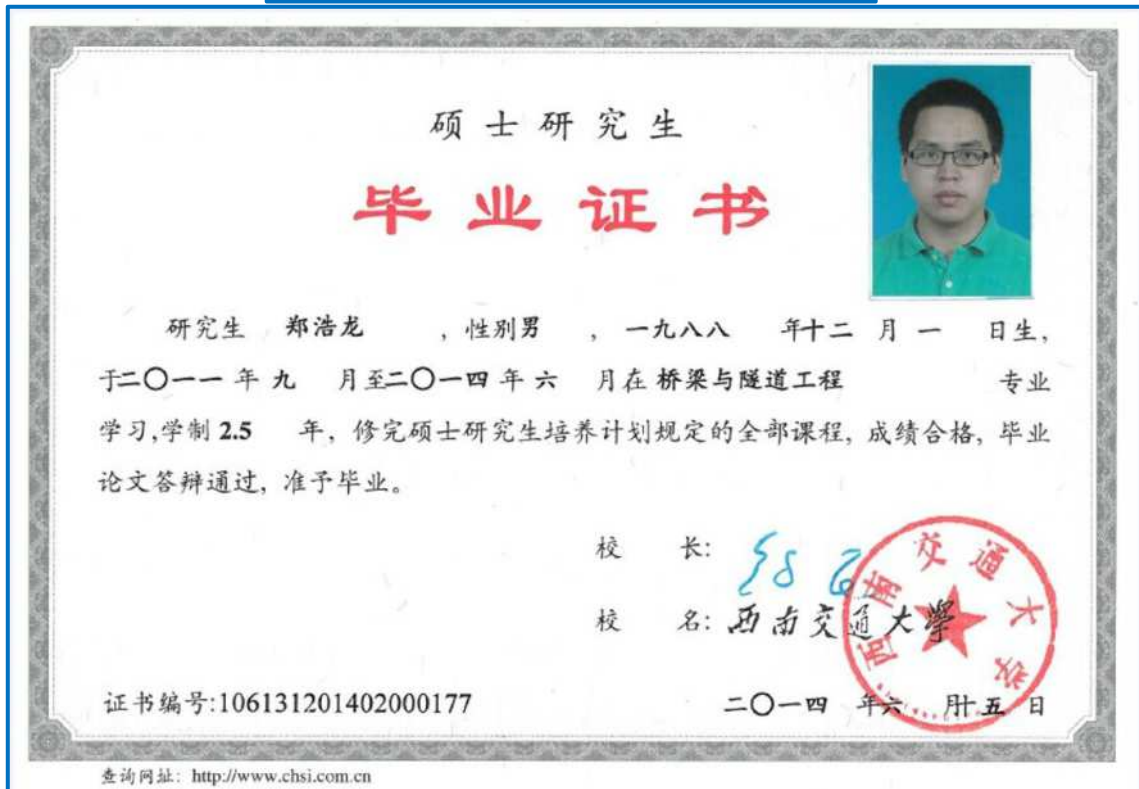 硕士研究生
毕业证书
研究生 郑浩龙 , 性别 男 , 一九八八 年 十二 月 一 日生,
于 二〇一一 年 九 月至 二〇一四 年 六 月在 桥梁与隧道工程 专业
学习,学制 2.5 年, 修完硕士研究生培养计划规定的全部课程, 成绩合格, 毕业
论文答辩通过, 准予毕业。
校 长:
校 名: 西南交通大學
西南交通大学
证书编号:106131201402000177
二〇一四 年 六 月 十五 日
查询网址: http://www.chsi.com.cn